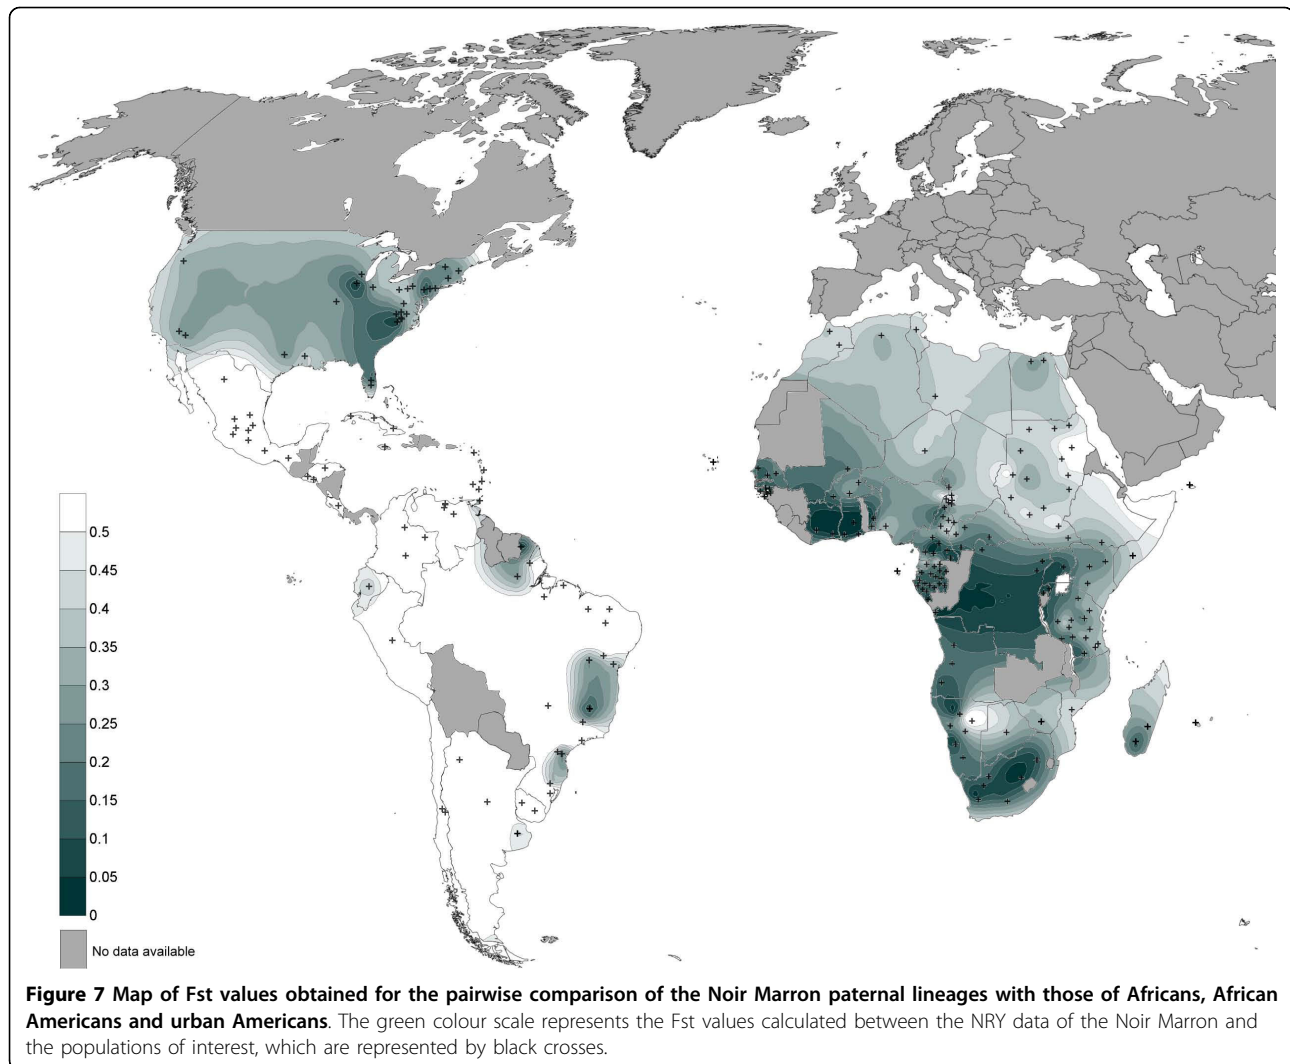 0.5
0.45
0.4
0.35
0.3
0.25
0.2
0.15
0.1
0.05
0
No data available
Figure 7 Map of Fst values obtained for the pairwise comparison of the Noir Marron paternal lineages with those of Africans, African
Americans and urban Americans. The green colour scale represents the Fst values calculated between the NRY data of the Noir Marron and
the populations of interest, which are represented by black crosses.